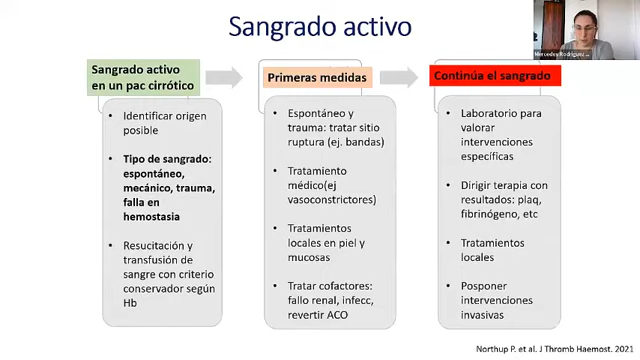 Sangrado activo
Mercedes Rodriguez ...
Sangrado activo
en un pac cirrótico
• Identificar origen
posible
• Tipo de sangrado:
espontáneo,
mecánico, trauma,
falla en
hemostasia
• Resucitación y
transfusión de
sangre con criterio
conservador según
Hb
Primeras medidas
• Espontáneo y
trauma: tratar sitio
ruptura (ej. bandas)
• Tratamiento
médico(ej
vasoconstrictores)
• Tratamientos
locales en piel y
mucosas
• Tratar cofactores:
fallo renal, infecc,
revertir ACO
Continúa el sangrado
• Laboratorio para
valorar
intervenciones
específicas
• Dirigir terapia con
resultados: plaq,
fibrinógeno, etc
• Tratamientos
locales
• Posponer
intervenciones
invasivas
Northup P. et al. J Thromb Haemost. 2021